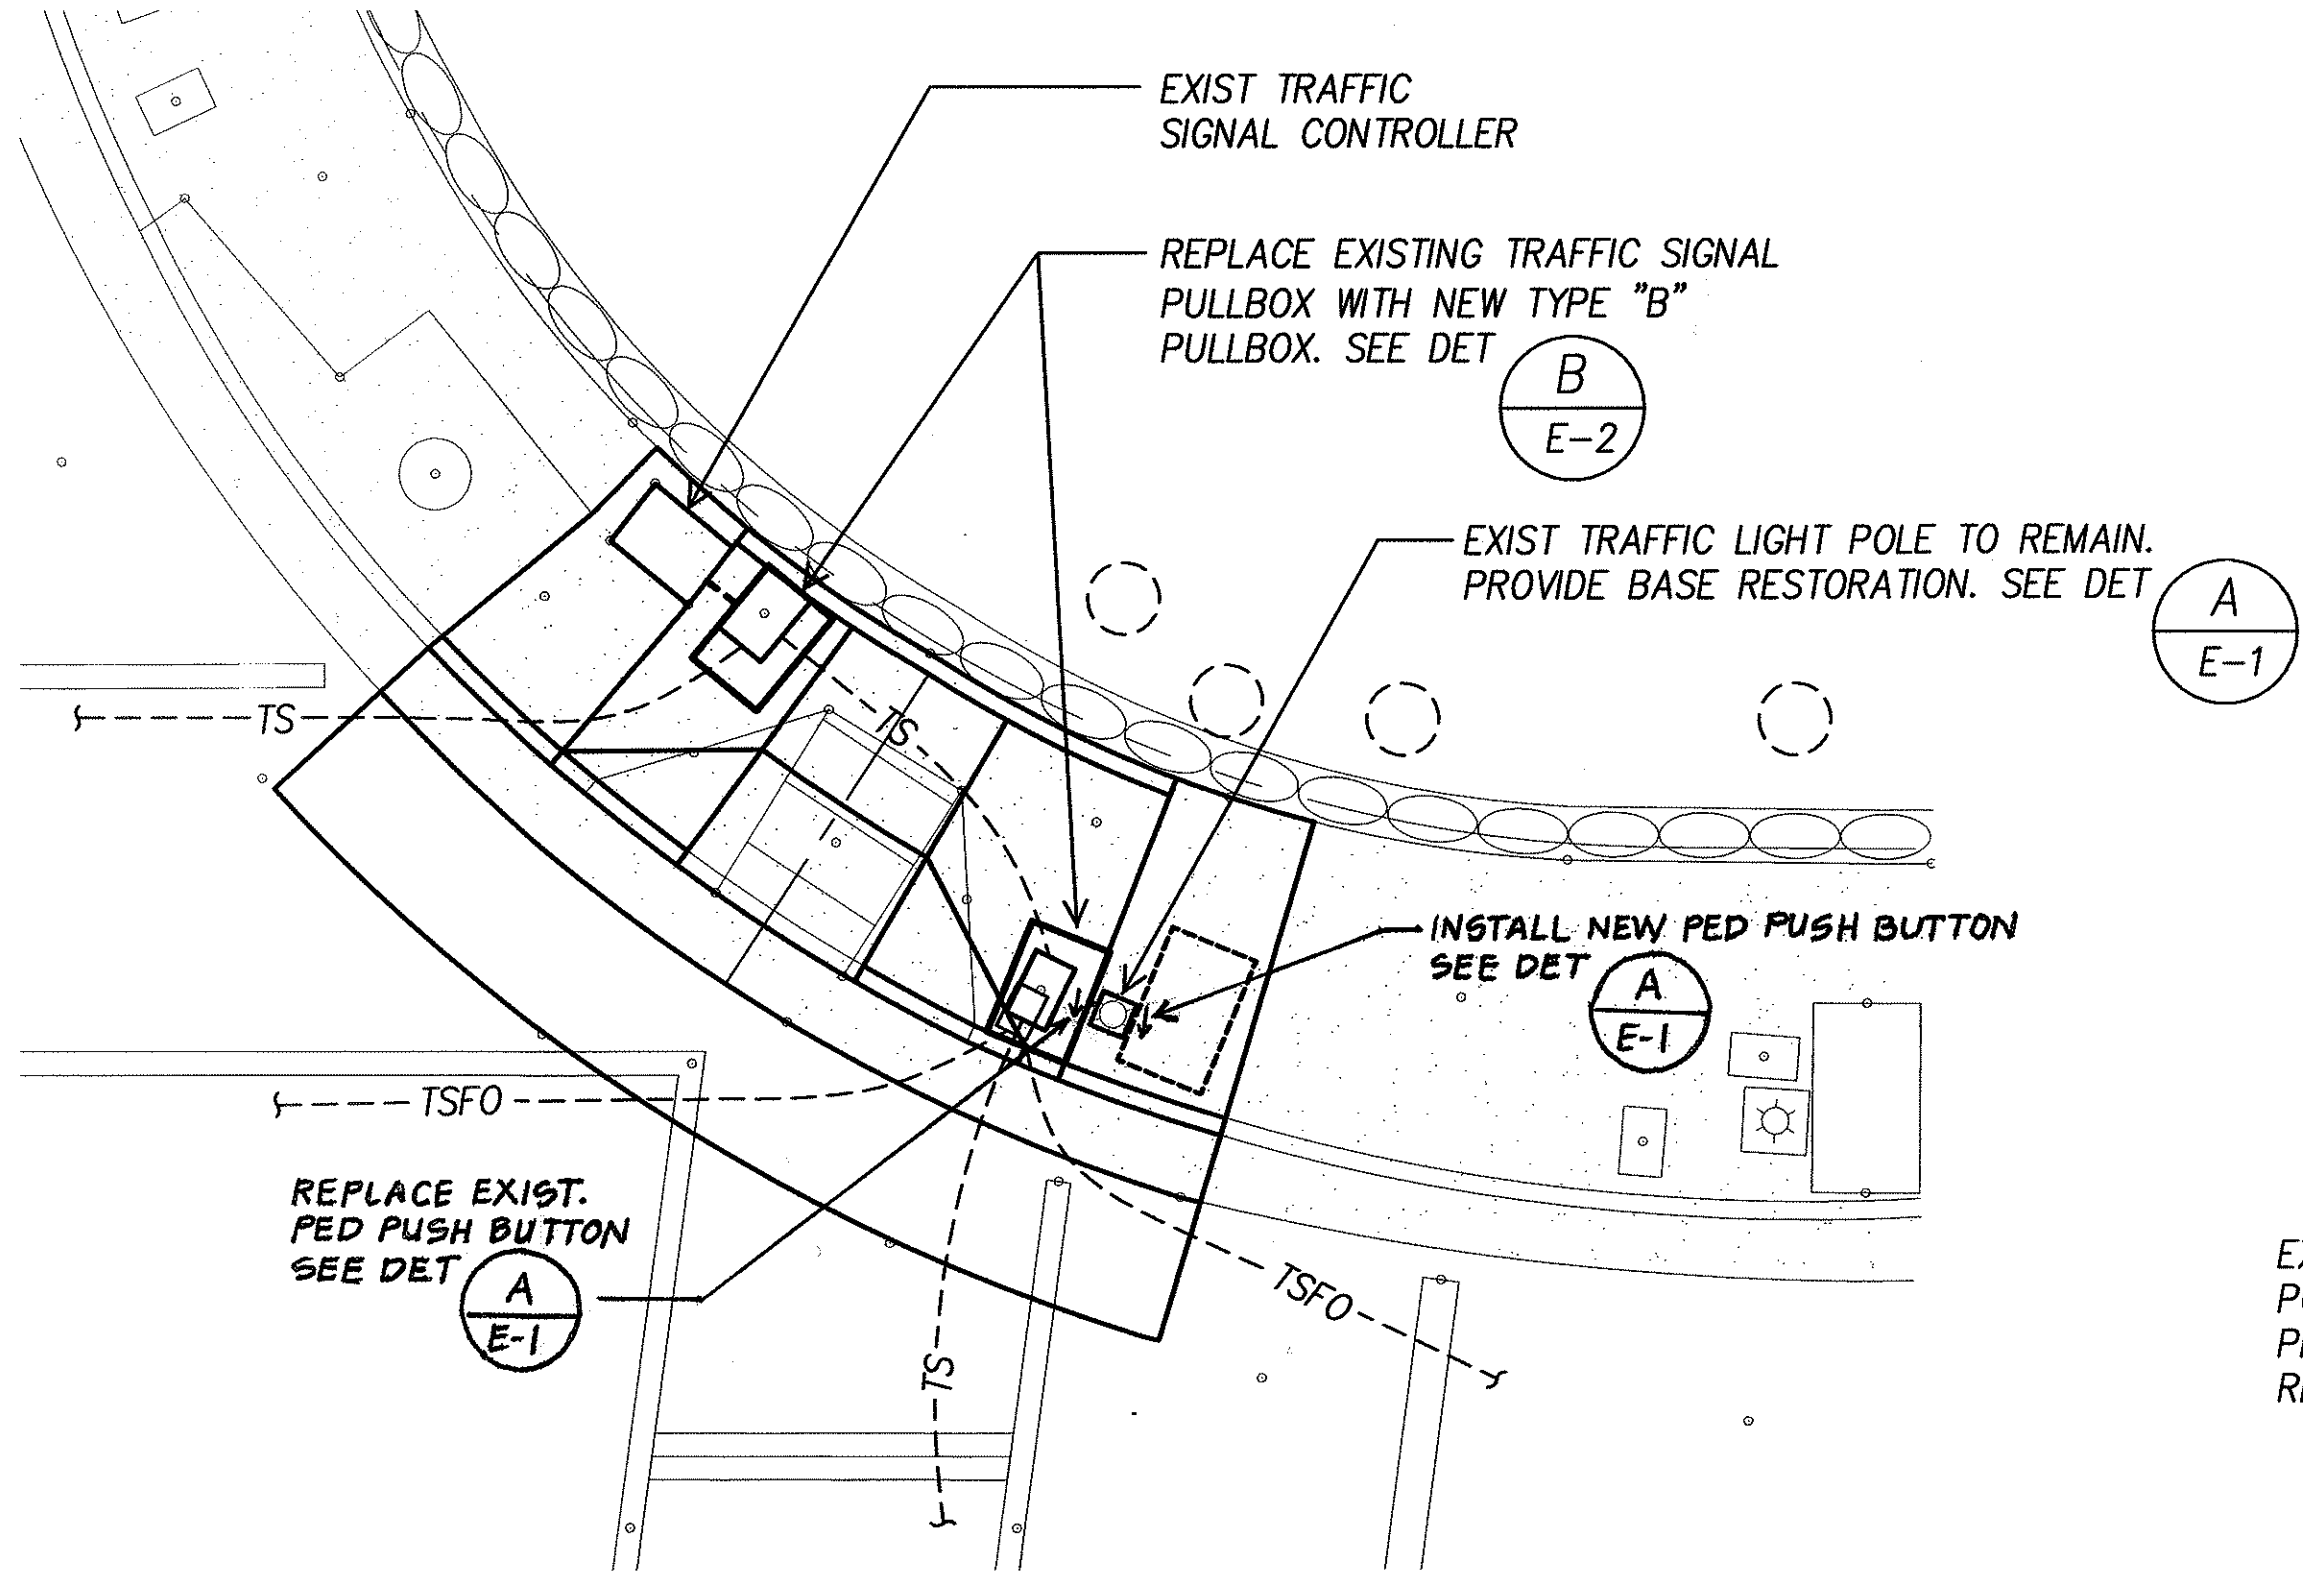 EXIST TRAFFIC
SIGNAL CONTROLLER
REPLACE EXISTING TRAFFIC SIGNAL
PULLBOX WITH NEW TYPE "B"
PULLBOX. SEE DET
B
E-2
EXIST TRAFFIC LIGHT POLE TO REMAIN.
PROVIDE BASE RESTORATION. SEE DET
A
E-1
TS
TS
INSTALL NEW PED PUSH BUTTON
SEE DET
A
E-1
TSFO
REPLACE EXIST.
PED PUSH BUTTON
SEE DET
A
E-1
TSFO
TS